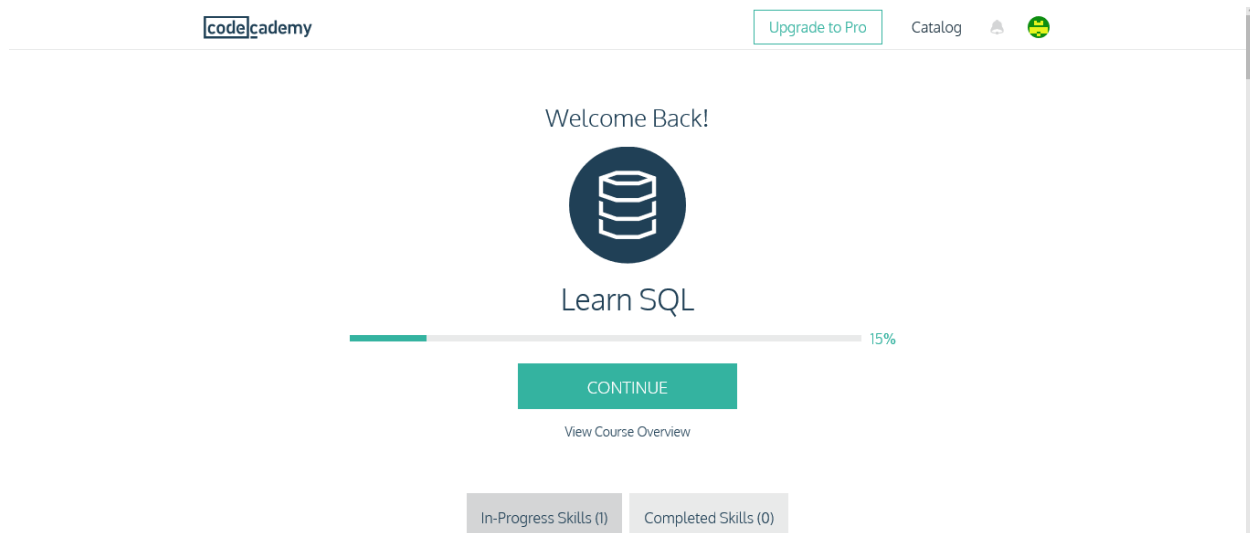 codecademy
Upgrade to Pro
Catalog
Welcome Back!
Learn SQL
15%
CONTINUE
View Course Overview
In-Progress Skills (1)
Completed Skills (0)